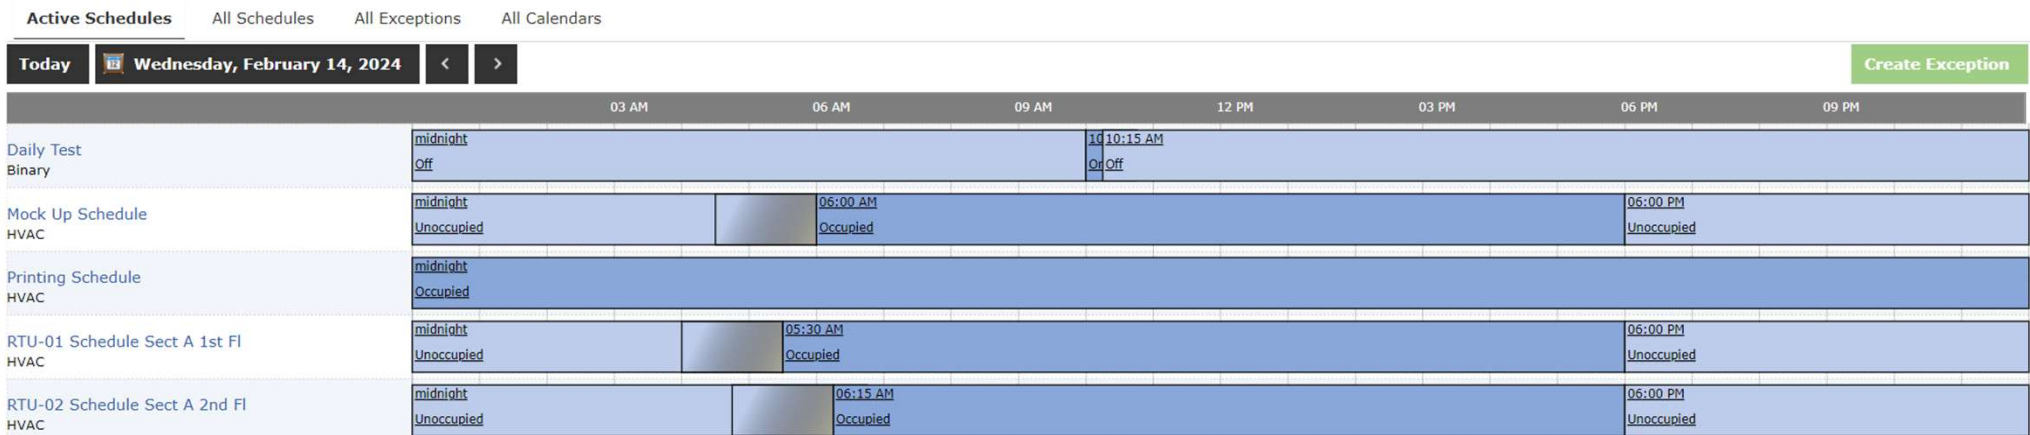 Active Schedules All Schedules All Exceptions All Calendars
Today Wednesday, February 14, 2024 < > Create Exception
03 AM 06 AM 09 AM 12 PM 03 PM 06 PM 09 PM
Daily Test
Binary
midnight 10 10:15 AM
Off Or Off
Mock Up Schedule
HVAC
midnight 06:00 AM 06:00 PM
Unoccupied Occupied Unoccupied
Printing Schedule
HVAC
midnight
Occupied
RTU-01 Schedule Sect A 1st Fl
HVAC
midnight 05:30 AM 06:00 PM
Unoccupied Occupied Unoccupied
RTU-02 Schedule Sect A 2nd Fl
HVAC
midnight 06:15 AM 06:00 PM
Unoccupied Occupied Unoccupied